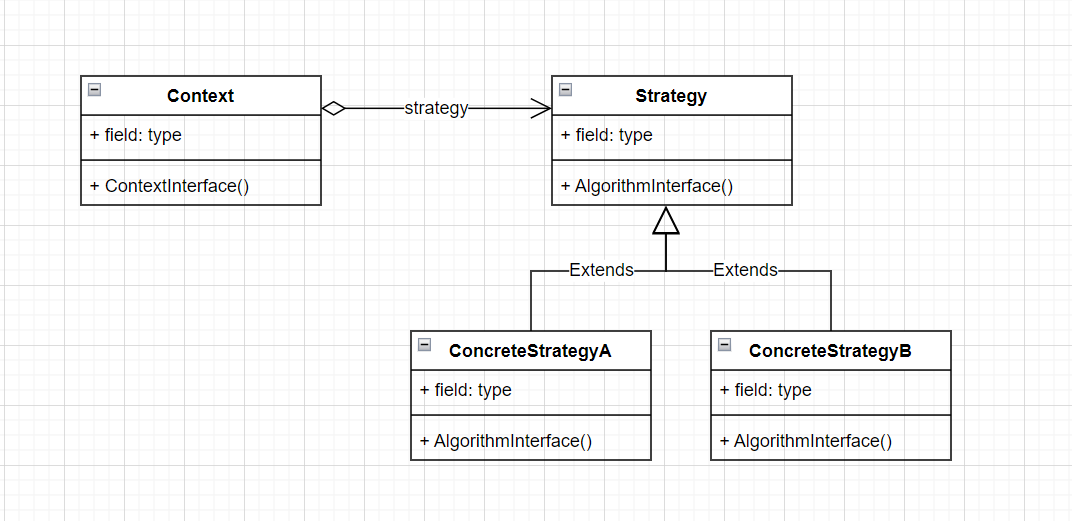 Context
+ field: type
+ ContextInterface()
strategy
Strategy
+ field: type
+ AlgorithmInterface()
Extends
Extends
ConcreteStrategyA
+ field: type
+ AlgorithmInterface()
ConcreteStrategyB
+ field: type
+ AlgorithmInterface()